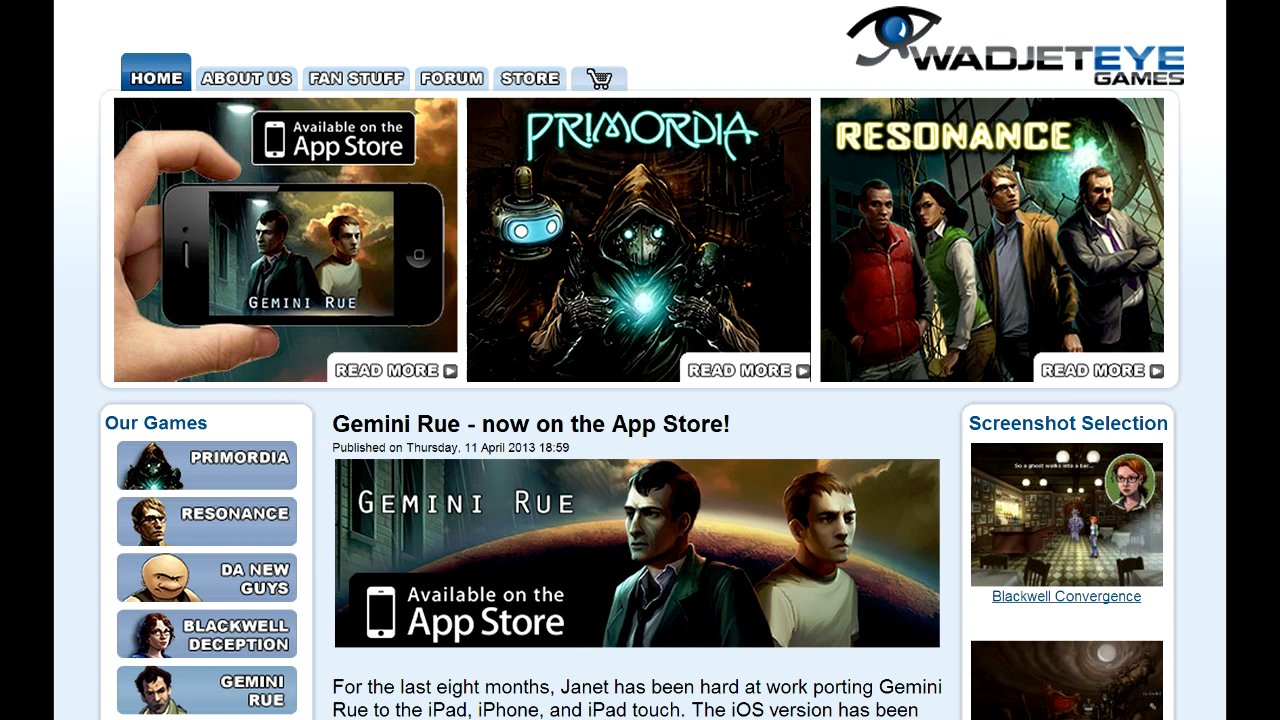 WADJETEYE
GAMES
HOME
ABOUT US
FAN STUFF
FORUM
STORE
Available on the
App Store
GEMINI RUE
READ MORE
PRIMORDIA
READ MORE
RESONANCE
READ MORE
Our Games
PRIMORDIA
RESONANCE
DA NEW
GUYS
BLACKWELL
DECEPTION
GEMINI
RUE
Gemini Rue - now on the App Store!
Published on Thursday, 11 April 2013 18:59
GEMINI RUE
Available on the
App Store
For the last eight months, Janet has been hard at work porting Gemini
Rue to the iPad, iPhone, and iPad touch. The iOS version has been
Screenshot Selection
So a ghost walks into a bar...
Blackwell Convergence